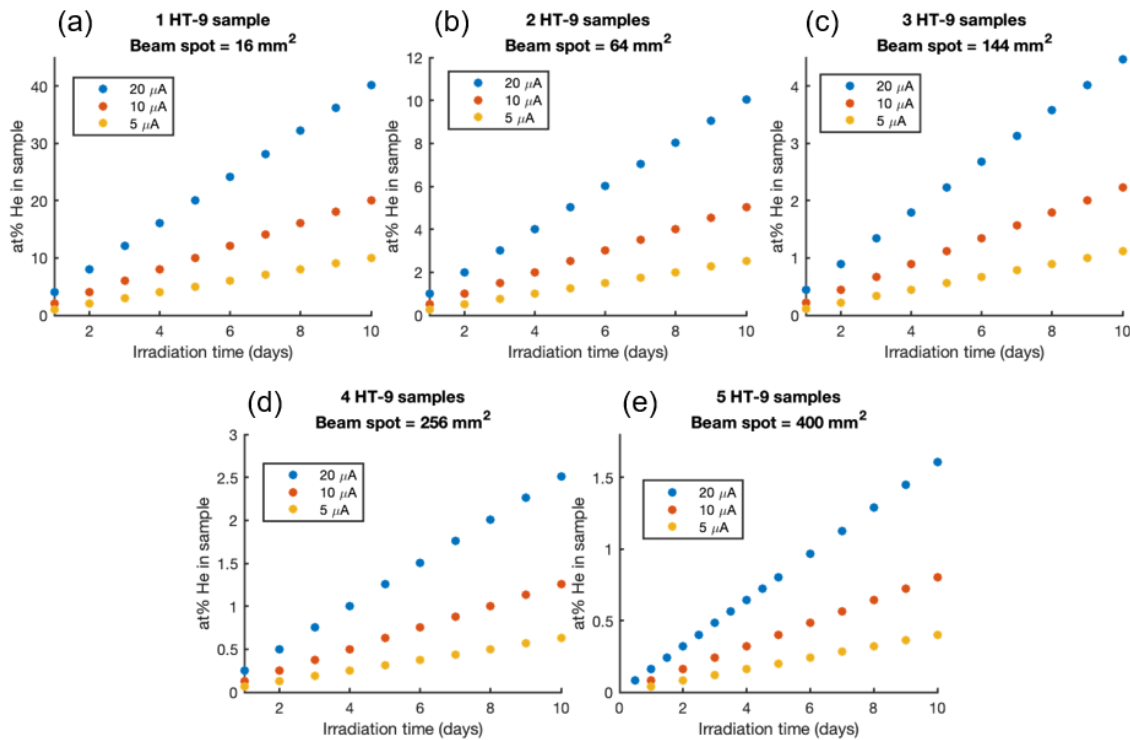 (a)
1 HT-9 sample
Beam spot = 16 mm²
20 μA
10 μA
5 μA
at% He in sample
40
30
20
10
0
2
4
6
8
10
Irradiation time (days)
(b)
2 HT-9 samples
Beam spot = 64 mm²
20 μA
10 μA
5 μA
at% He in sample
12
10
8
6
4
2
0
2
4
6
8
10
Irradiation time (days)
(c)
3 HT-9 samples
Beam spot = 144 mm²
20 μA
10 μA
5 μA
at% He in sample
4
3
2
1
0
2
4
6
8
10
Irradiation time (days)
(d)
4 HT-9 samples
Beam spot = 256 mm²
20 μA
10 μA
5 μA
at% He in sample
3
2.5
2
1.5
1
0.5
0
2
4
6
8
10
Irradiation time (days)
(e)
5 HT-9 samples
Beam spot = 400 mm²
20 μA
10 μA
5 μA
at% He in sample
1.5
1
0.5
0
0
2
4
6
8
10
Irradiation time (days)